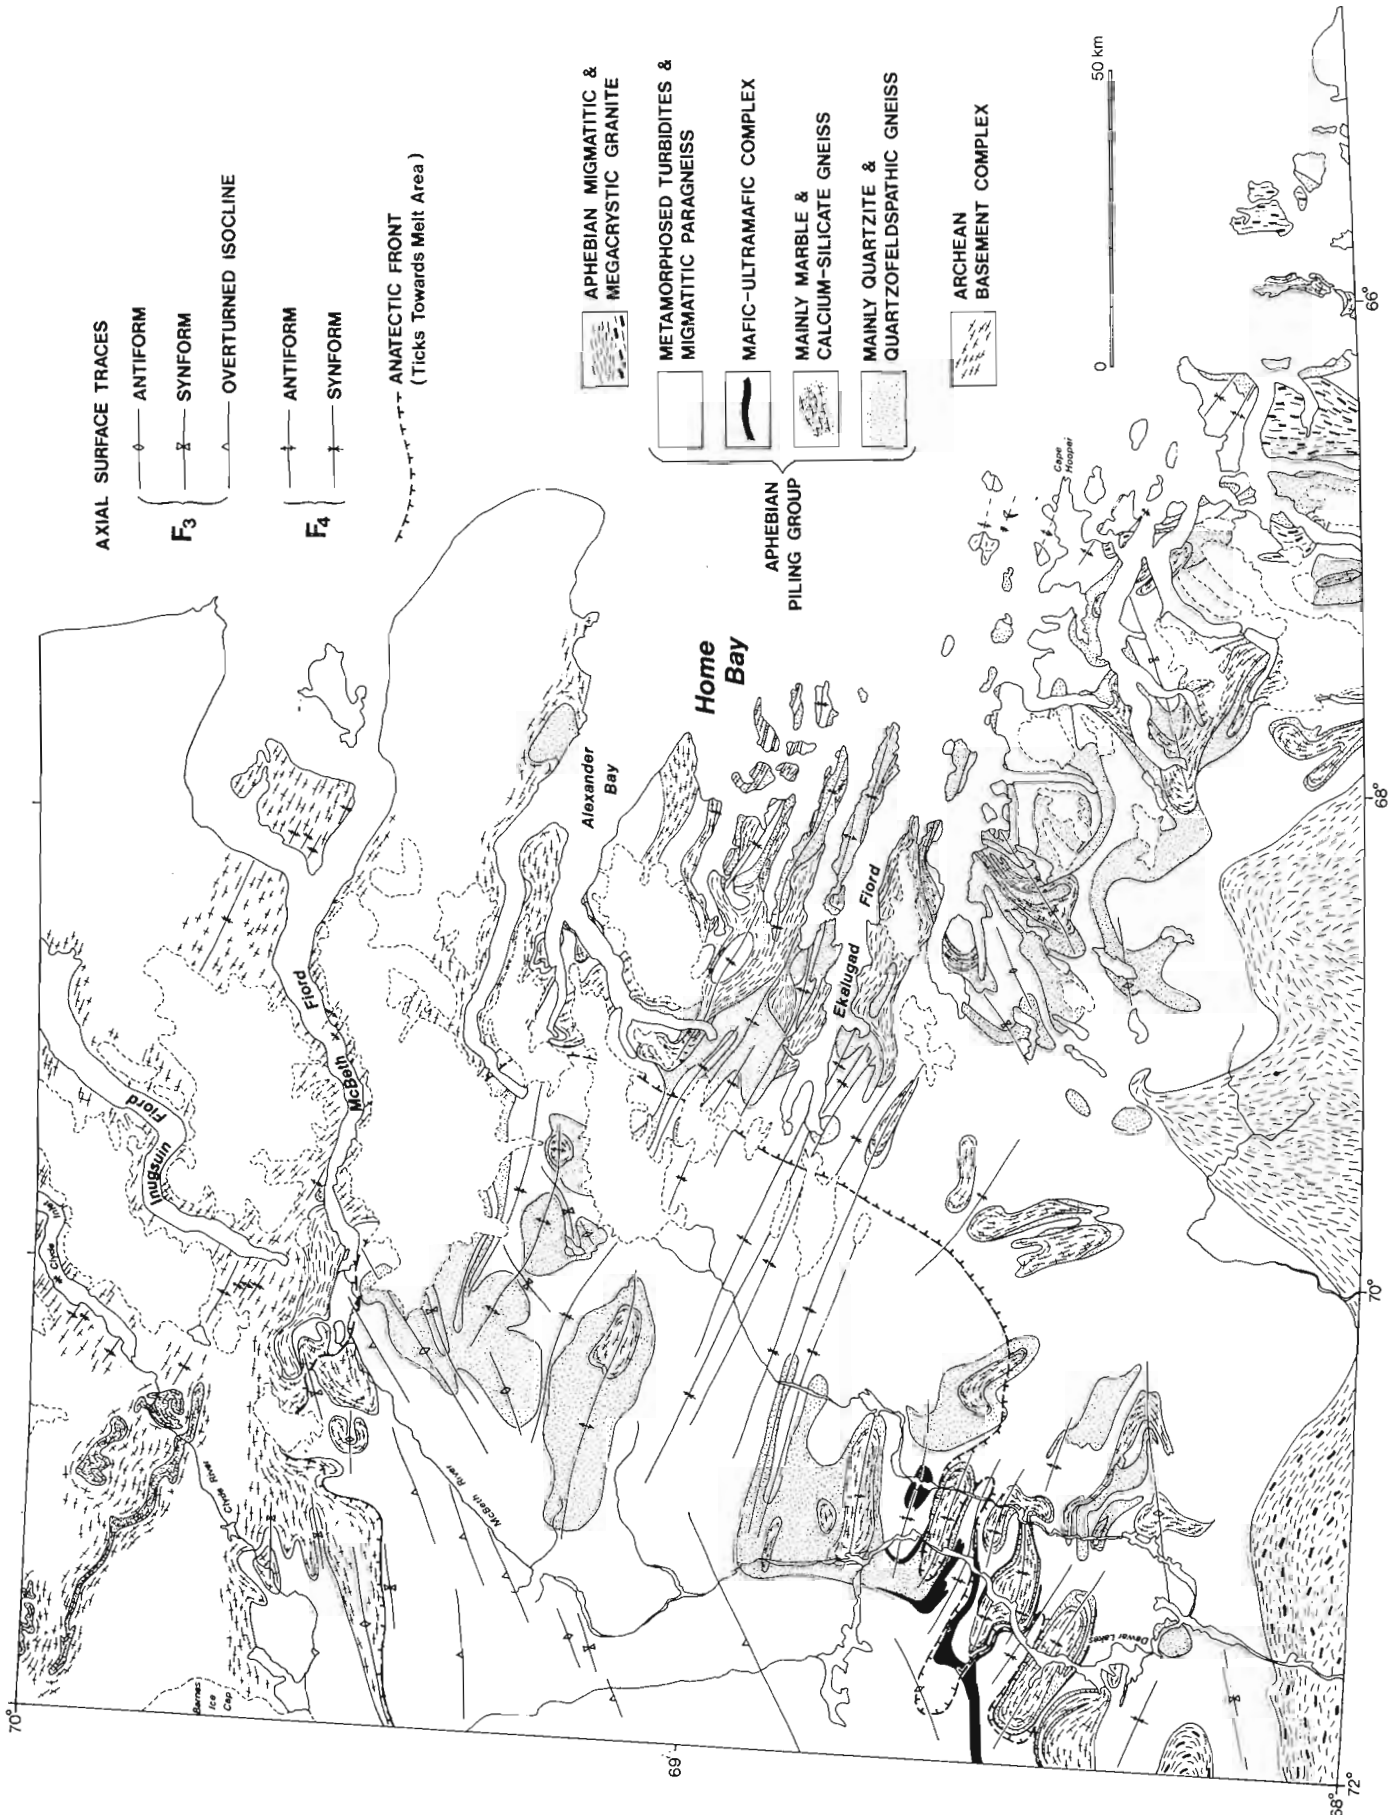 AXIAL SURFACE TRACES
F3
ANTIFORM
SYNFORM
OVERTURNED ISOCLINE
F4
ANTIFORM
SYNFORM
ANATECTIC FRONT
(Ticks Towards Melt Area)
APHEBIAN MIGMATITIC &
MEGACRYSTIC GRANITE
APHEBIAN
PILING GROUP
METAMORPHOSED TURBIDITES &
MIGMATITIC PARAGNEISS
MAFIC-ULTRAMAFIC COMPLEX
MAINLY MARBLE &
CALCIUM-SILICATE GNEISS
MAINLY QUARTZITE &
QUARTZOFELDSPATHIC GNEISS
ARCHEAN
BASEMENT COMPLEX
0
50 km
70°
69°
68°
72°
70°
68°
66°
Barnes
Ice
Cap
Clyde River
Clyde
Inlet
Inugsuin
Fiord
McBeth
Fiord
McBeth River
Alexander
Bay
Home
Bay
Ekalugad
Fiord
Cape
Hooper
Dewar Lakes